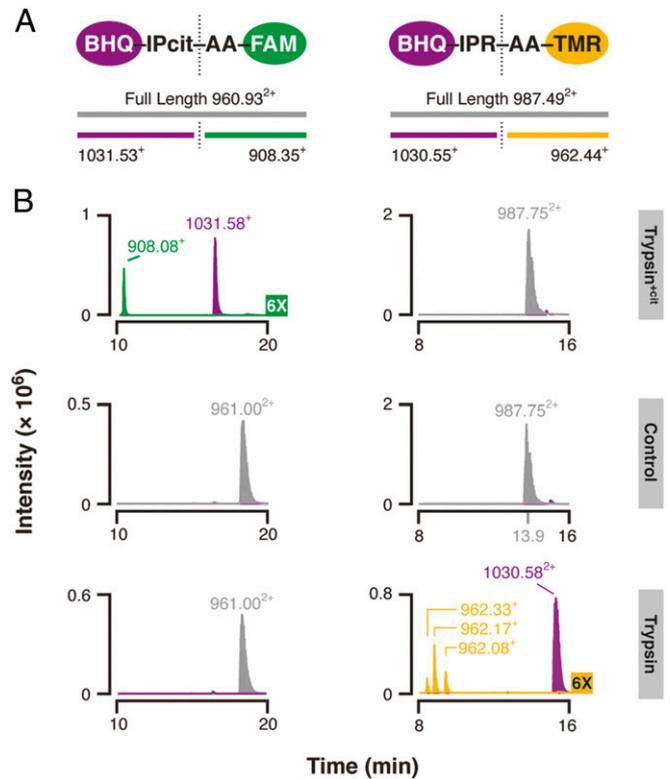 A
BHQ–IPcit–AA–FAM
BHQ–IPR–AA–TMR
Full Length 960.93²⁺
Full Length 987.49²⁺
1031.53⁺ 908.35⁺
1030.55⁺ 962.44⁺
B
Intensity (× 10⁶)
1
0
908.08⁺
1031.58⁺
6X
10 20
2
0
987.75²⁺
8 16
Trypsin⁺ᶜⁱᵗ
0.5
0
961.00²⁺
10 20
2
0
987.75²⁺
8 13.9 16
Control
0.6
0
961.00²⁺
10 20
0.8
0
1030.58²⁺
962.33⁺
962.17⁺
962.08⁺
6X
8 16
Trypsin
Time (min)